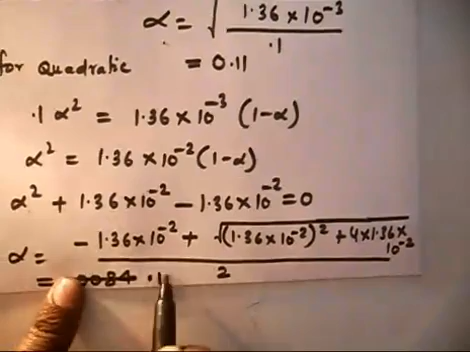 α = √ 1.36 × 10⁻³
.1
for Quadratic = 0.11
.1 α² = 1.36 × 10⁻³ (1-α)
α² = 1.36 × 10⁻² (1-α)
α² + 1.36 × 10⁻² - 1.36 × 10⁻² = 0
α = - 1.36 × 10⁻² + √(1.36 × 10⁻²)² + 4 × 1.36 × 10⁻²
2
= .1